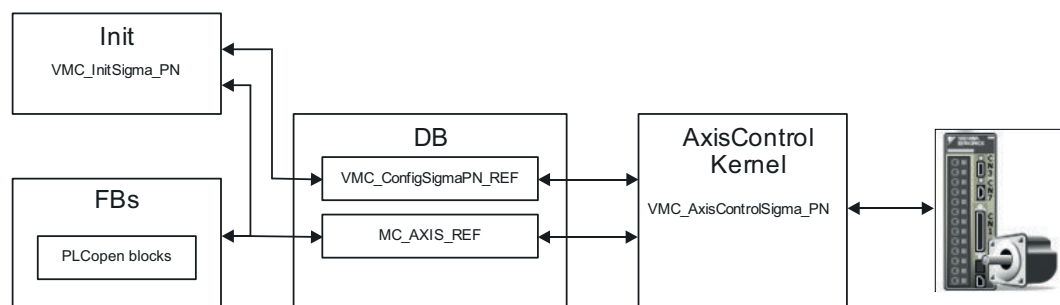 Init
VMC_InitSigma_PN
FBs
PLCopen blocks
DB
VMC_ConfigSigmaPN_REF
MC_AXIS_REF
AxisControl
Kernel
VMC_AxisControlSigma_PN